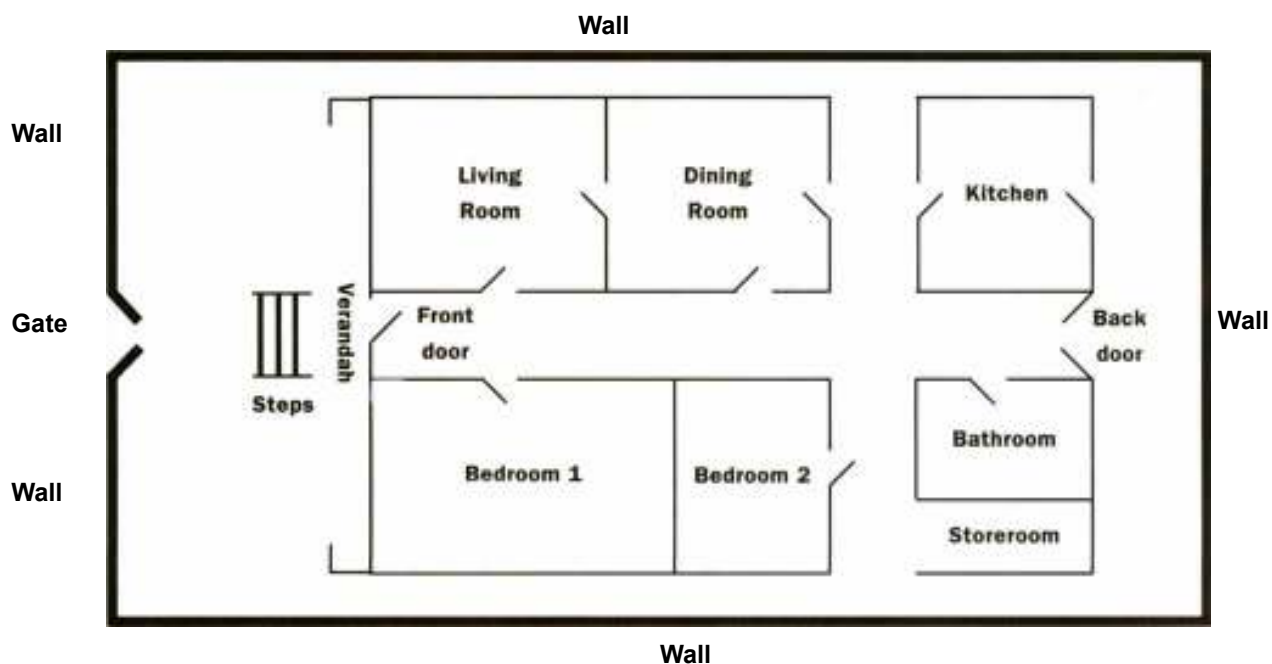 Wall
Wall
Living
Room
Dining
Room
Kitchen
Gate
Verandah
Front
door
Back
door
Wall
Steps
Bathroom
Wall
Bedroom 1
Bedroom 2
Storeroom
Wall